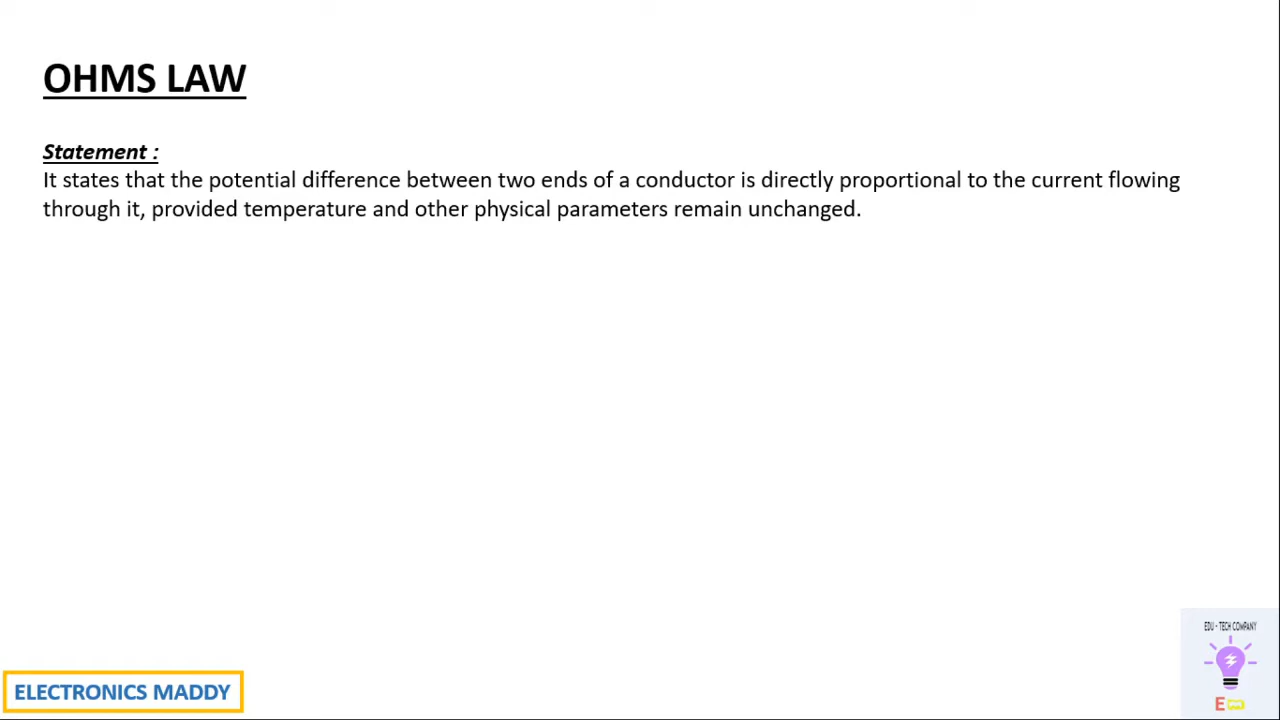 OHMS LAW
Statement :
It states that the potential difference between two ends of a conductor is directly proportional to the current flowing
through it, provided temperature and other physical parameters remain unchanged.
EDU - TECH COMPANY
E
ELECTRONICS MADDY